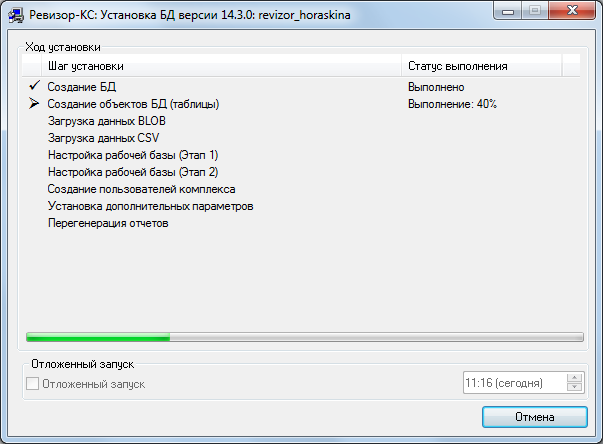 Ревизор-КС: Установка БД версии 14.3.0: revizor_horaskina
Ход установки
Шаг установки Статус выполнения
Создание БД Выполнено
Создание объектов БД (таблицы) Выполнение: 40%
Загрузка данных BLOB
Загрузка данных CSV
Настройка рабочей базы (Этап 1)
Настройка рабочей базы (Этап 2)
Создание пользователей комплекса
Установка дополнительных параметров
Перегенерация отчетов
Отложенный запуск
Отложенный запуск 11:16 (сегодня)
Отмена